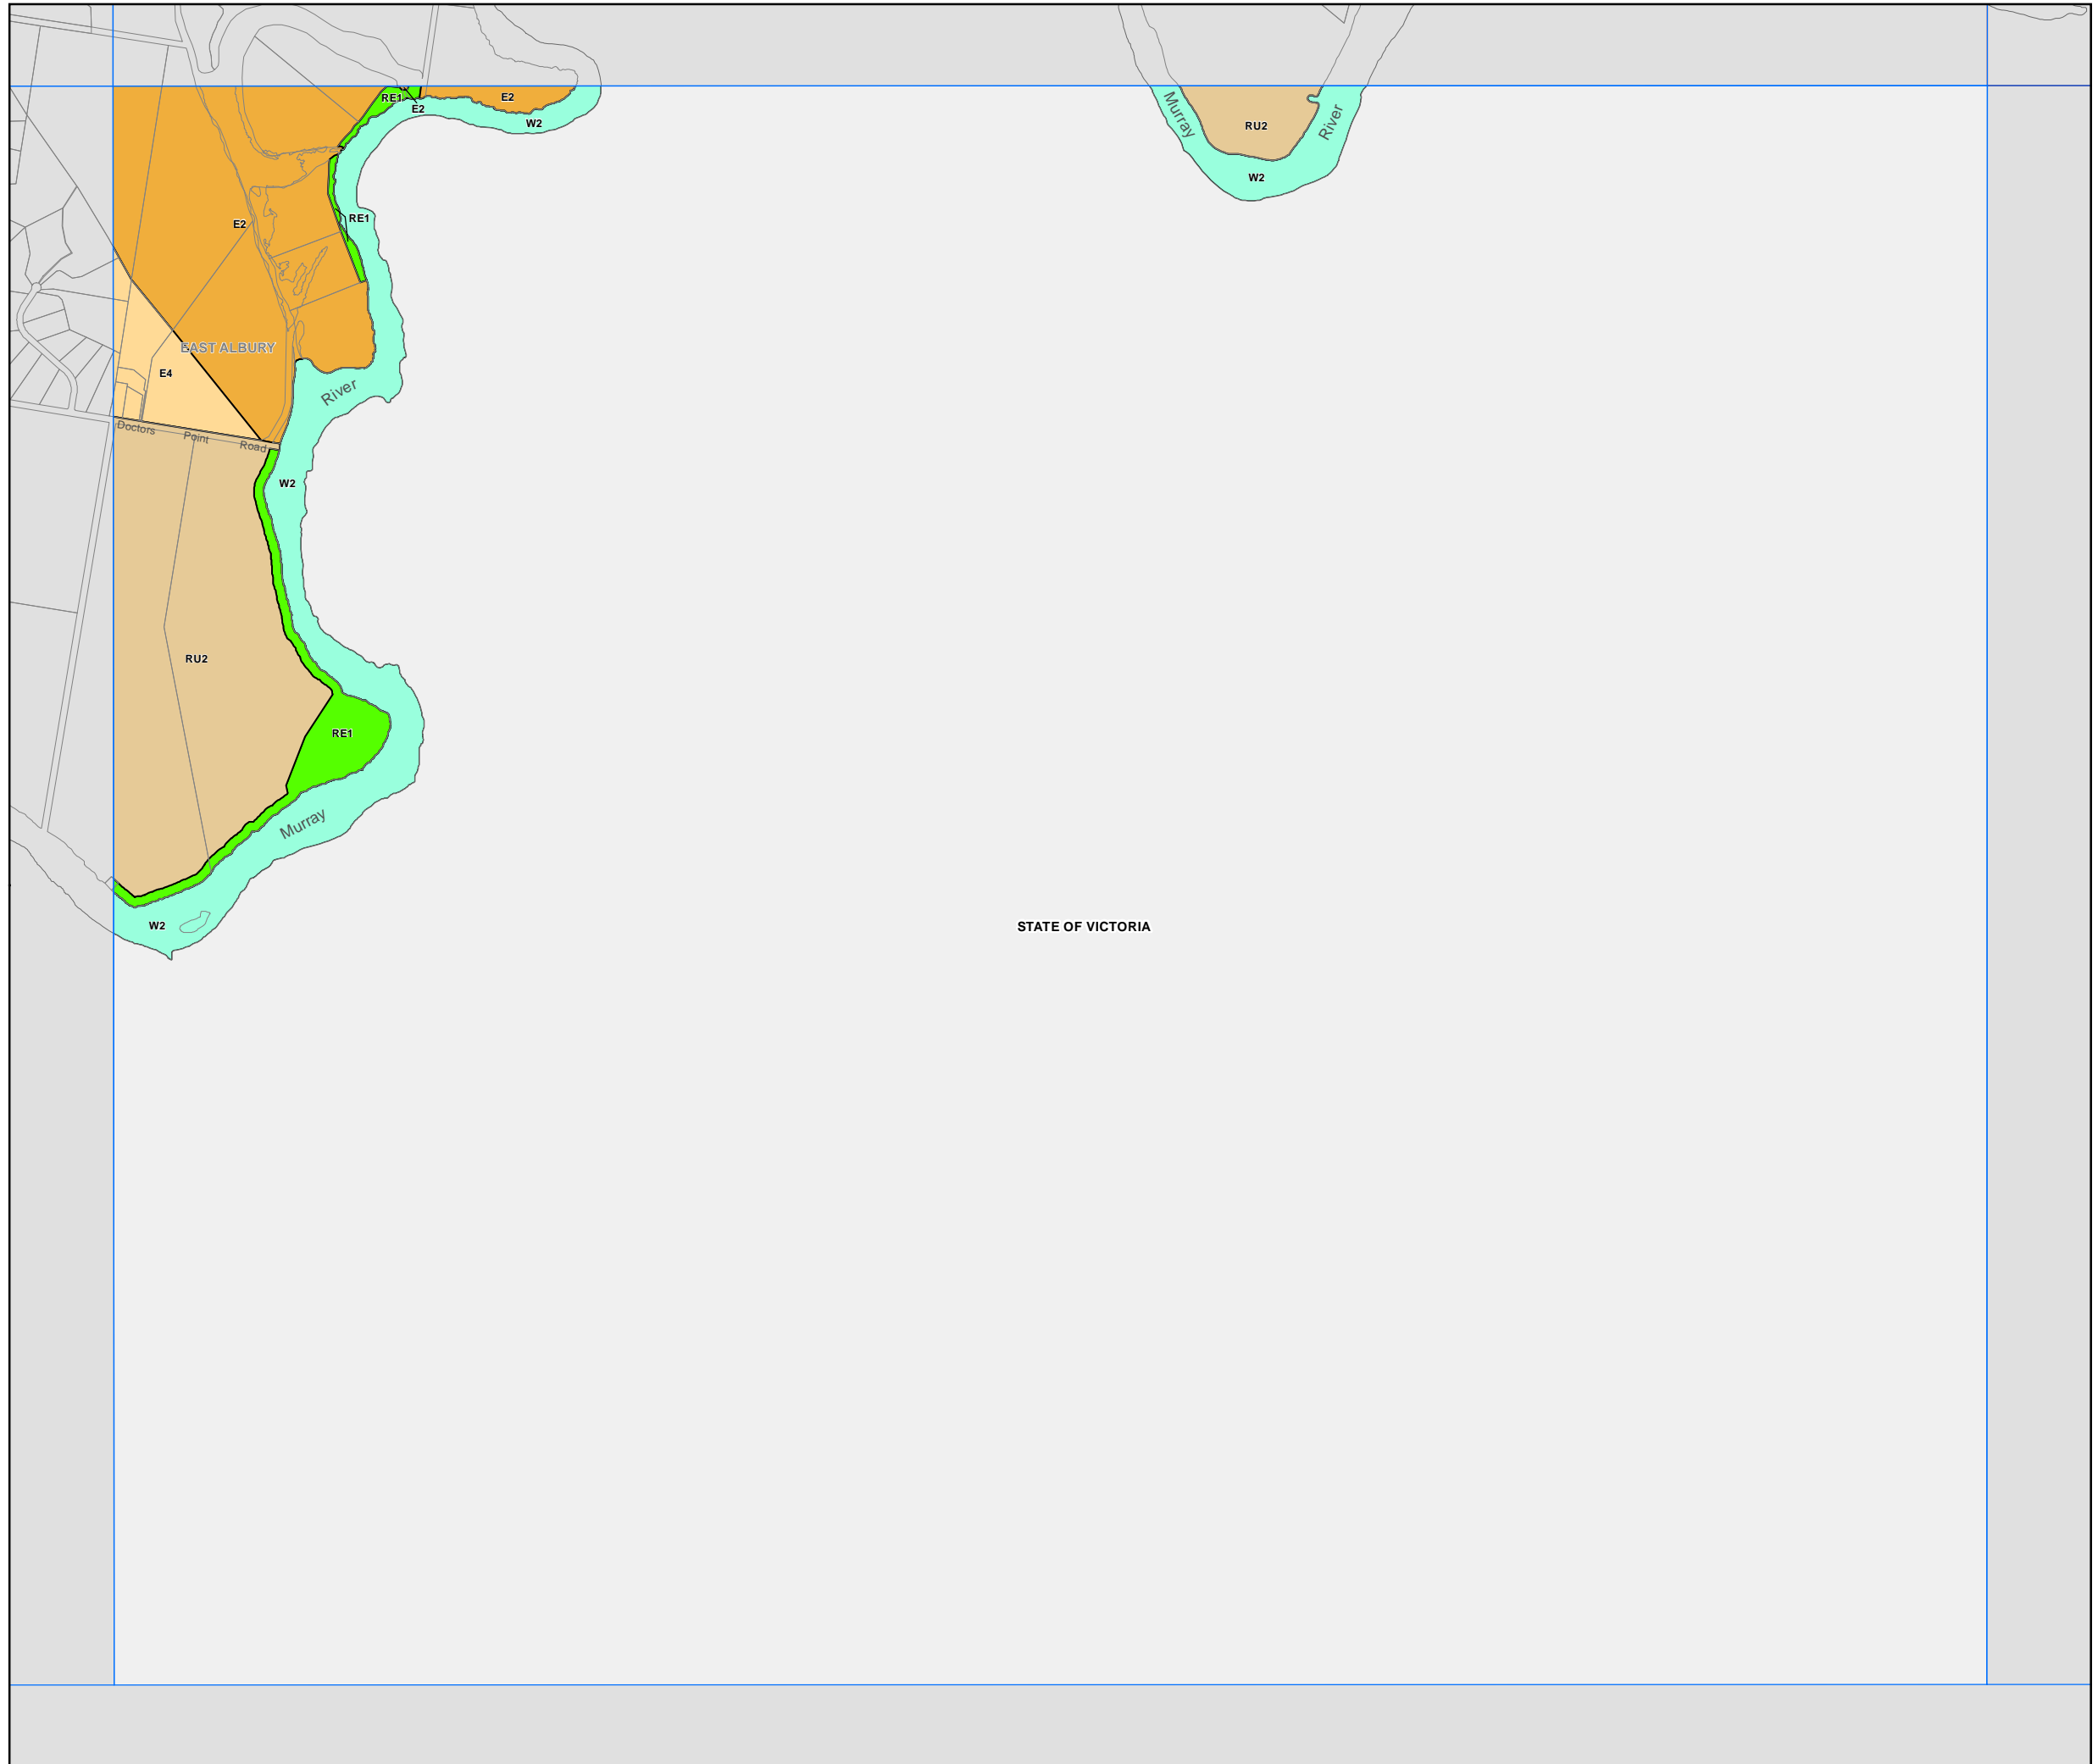 RE1
E2
E2
W2
Murray
River
RU2
W2
E2
RE1
EAST ALBURY
E4
River
Doctors Point Road
W2
RU2
RE1
Murray
W2
STATE OF VICTORIA